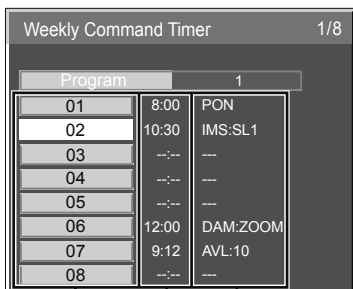 Weekly Command Timer 1/8
Program 1
01 8:00 PON
02 10:30 IMS:SL1
03 --:-- ---
04 --:-- ---
05 --:-- ---
06 12:00 DAM:ZOOM
07 9:12 AVL:10
08 --:-- ---